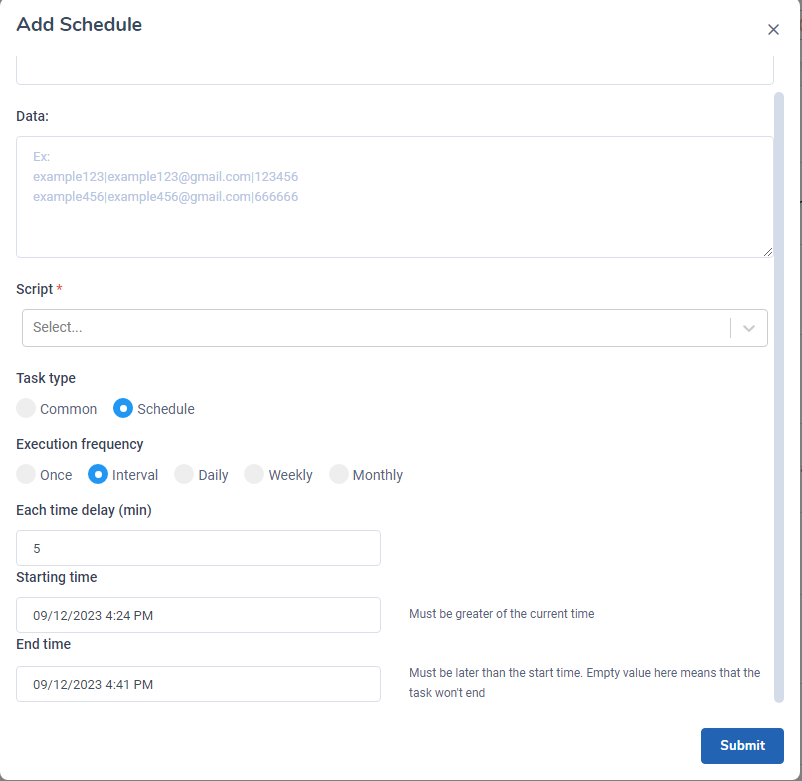 Add Schedule
Data:
Ex:
example123|example123@gmail.com|123456
example456|example456@gmail.com|666666
Script *
Select...
Task type
Common Schedule
Execution frequency
Once Interval Daily Weekly Monthly
Each time delay (min)
5
Starting time
09/12/2023 4:24 PM
Must be greater of the current time
End time
09/12/2023 4:41 PM
Must be later than the start time. Empty value here means that the
task won't end
Submit